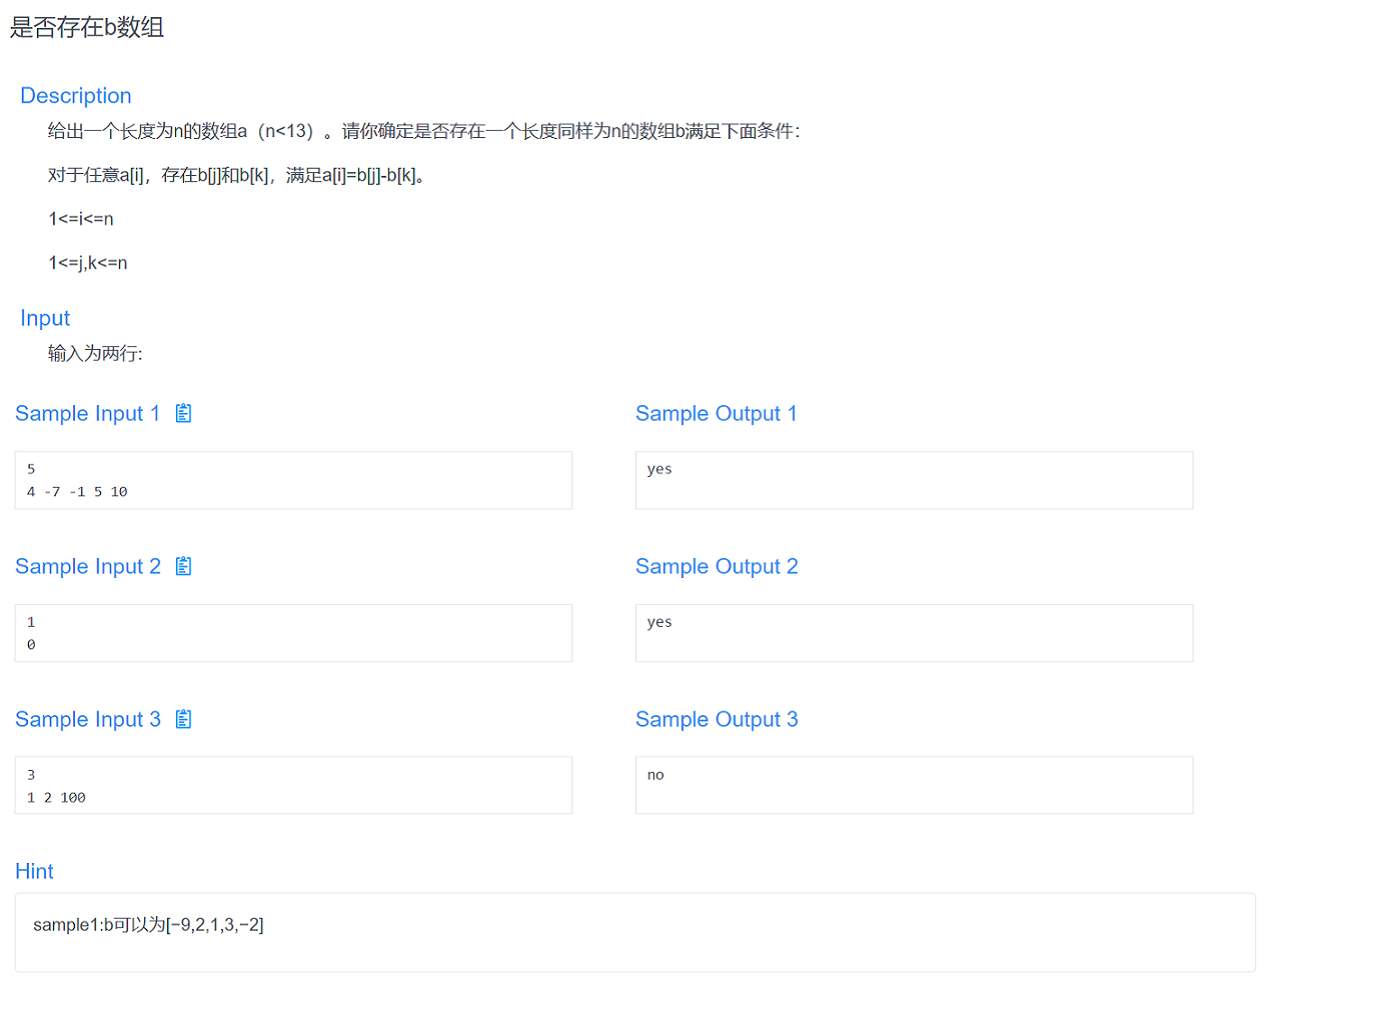 是否存在b数组
Description
给出一个长度为n的数组a（n<13）。请你确定是否存在一个长度同样为n的数组b满足下面条件：
对于任意a[i]，存在b[j]和b[k]，满足a[i]=b[j]-b[k]。
1<=i<=n
1<=j,k<=n
Input
输入为两行:
Sample Input 1
Sample Output 1
5
4 -7 -1 5 10
yes
Sample Input 2
Sample Output 2
1
0
yes
Sample Input 3
Sample Output 3
3
1 2 100
no
Hint
sample1:b可以为[−9,2,1,3,−2]